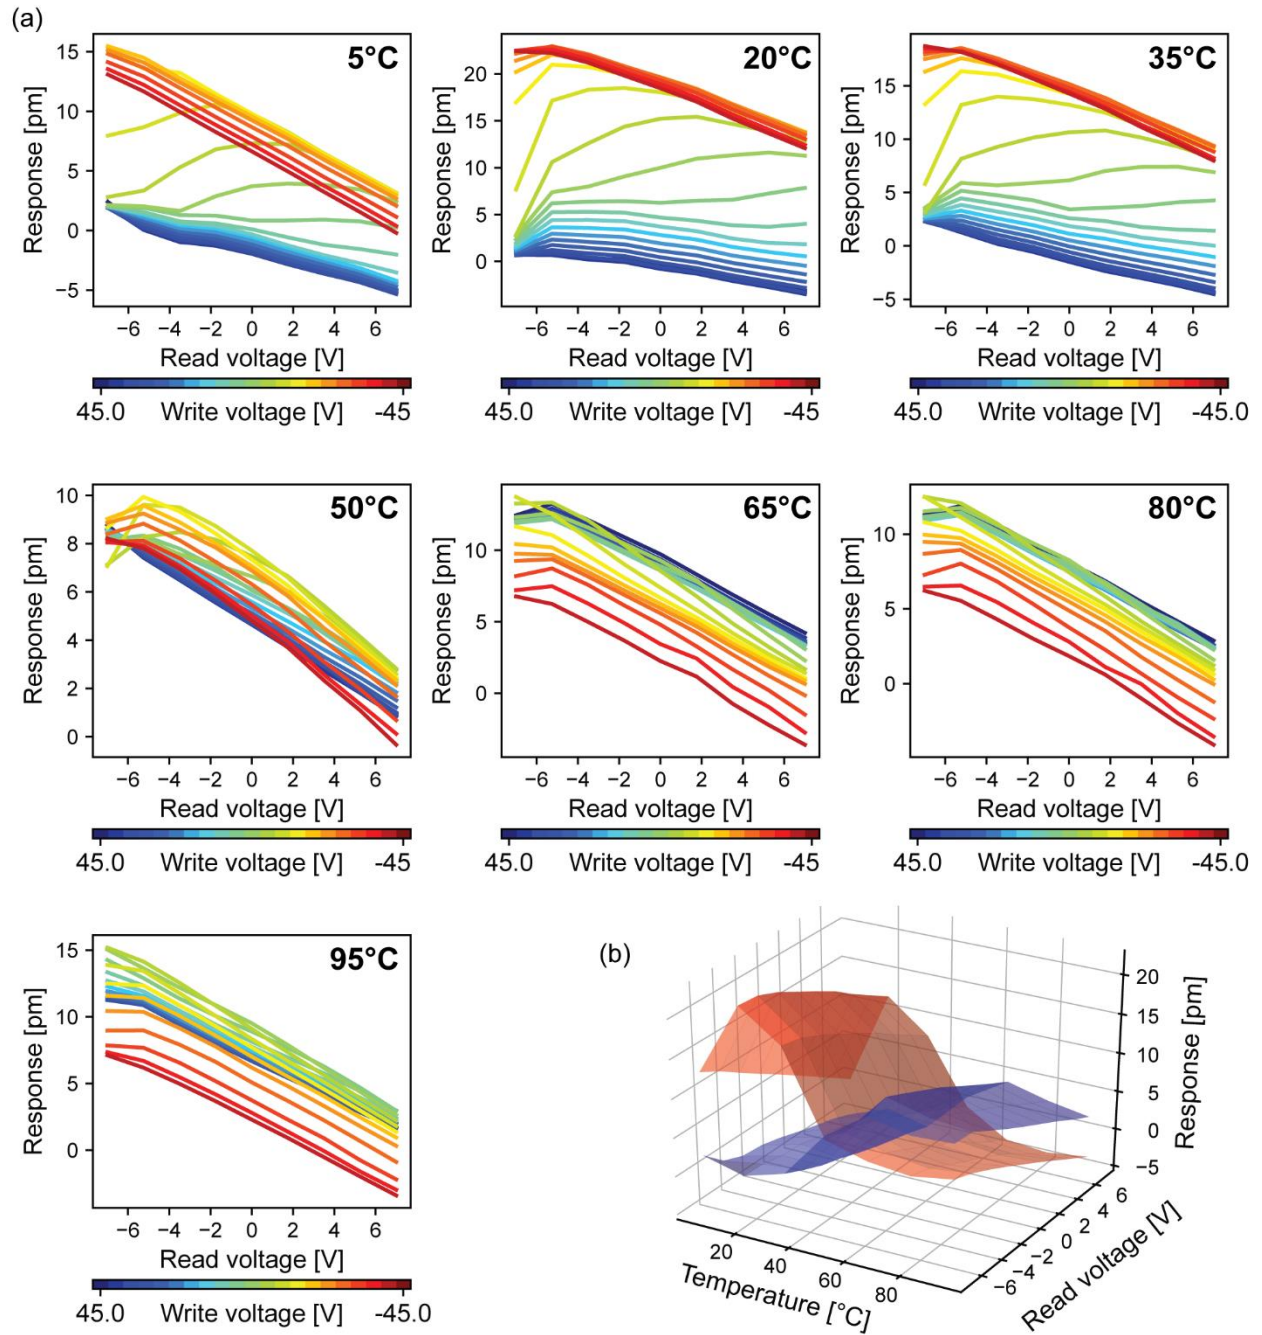 (a)
5°C
Response [pm]
15
10
5
0
−5
−6 −4 −2 0 2 4 6
Read voltage [V]
45.0 Write voltage [V] -45
20°C
Response [pm]
20
15
10
5
0
−6 −4 −2 0 2 4 6
Read voltage [V]
45.0 Write voltage [V] -45
35°C
Response [pm]
15
10
5
0
−5
−6 −4 −2 0 2 4 6
Read voltage [V]
45.0 Write voltage [V] -45.0
50°C
Response [pm]
10
8
6
4
2
0
−6 −4 −2 0 2 4 6
Read voltage [V]
45.0 Write voltage [V] -45
65°C
Response [pm]
10
5
0
−6 −4 −2 0 2 4 6
Read voltage [V]
45.0 Write voltage [V] -45
80°C
Response [pm]
10
5
0
−6 −4 −2 0 2 4 6
Read voltage [V]
45.0 Write voltage [V] -45.0
95°C
Response [pm]
15
10
5
0
−6 −4 −2 0 2 4 6
Read voltage [V]
45.0 Write voltage [V] -45.0
(b)
20
15
10
5
0
−5
Response [pm]
6
4
2
0
−2
−4
−6
Read voltage [V]
20 40 60 80
Temperature [°C]